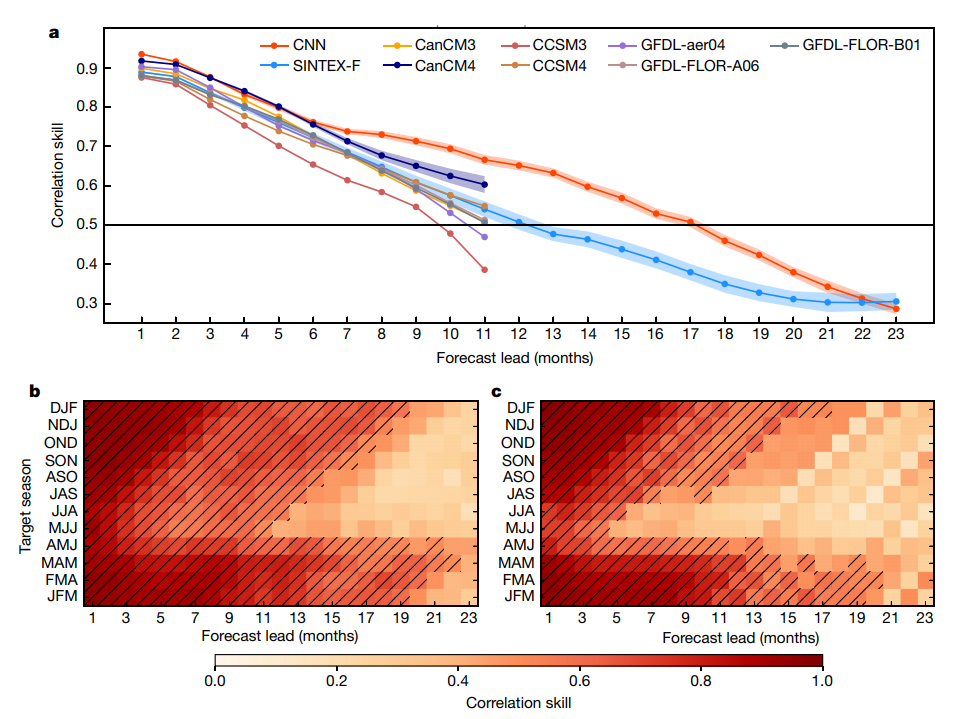 a
CNN CanCM3 CCSM3 GFDL-aer04 GFDL-FLOR-B01
SINTEX-F CanCM4 CCSM4 GFDL-FLOR-A06
Correlation skill
0.9
0.8
0.7
0.6
0.5
0.4
0.3
1 2 3 4 5 6 7 8 9 10 11 12 13 14 15 16 17 18 19 20 21 22 23
Forecast lead (months)
b
Target season
DJF
NDJ
OND
SON
ASO
JAS
JJA
MJJ
AMJ
MAM
FMA
JFM
1 3 5 7 9 11 13 15 17 19 21 23
Forecast lead (months)
c
DJF
NDJ
OND
SON
ASO
JAS
JJA
MJJ
AMJ
MAM
FMA
JFM
1 3 5 7 9 11 13 15 17 19 21 23
Forecast lead (months)
0.0 0.2 0.4 0.6 0.8 1.0
Correlation skill